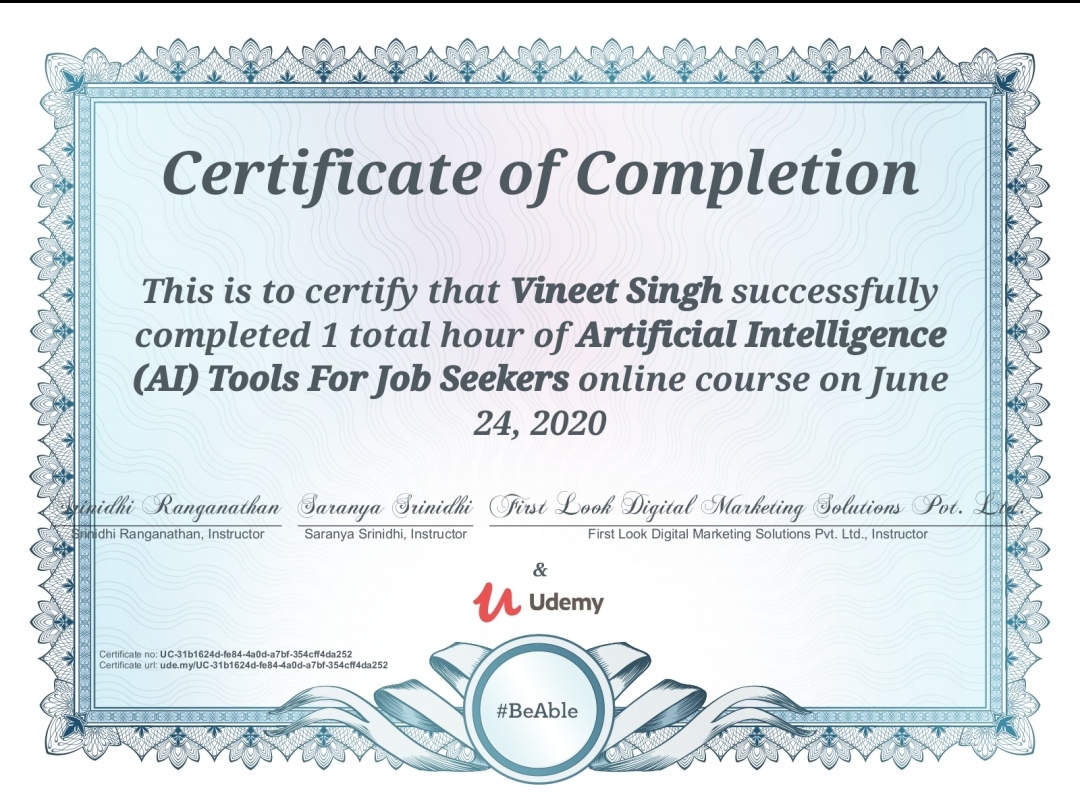 Certificate of Completion
This is to certify that Vineet Singh successfully
completed 1 total hour of Artificial Intelligence
(AI) Tools For Job Seekers online course on June
24, 2020
Srinidhi Ranganathan Saranya Srinidhi First Look Digital Marketing Solutions Pvt. Ltd.
Srinidhi Ranganathan, Instructor Saranya Srinidhi, Instructor First Look Digital Marketing Solutions Pvt. Ltd., Instructor
&
Udemy
Certificate no: UC-31b1624d-fe84-4a0d-a7bf-354cff4da252
Certificate url: ude.my/UC-31b1624d-fe84-4a0d-a7bf-354cff4da252
#BeAble